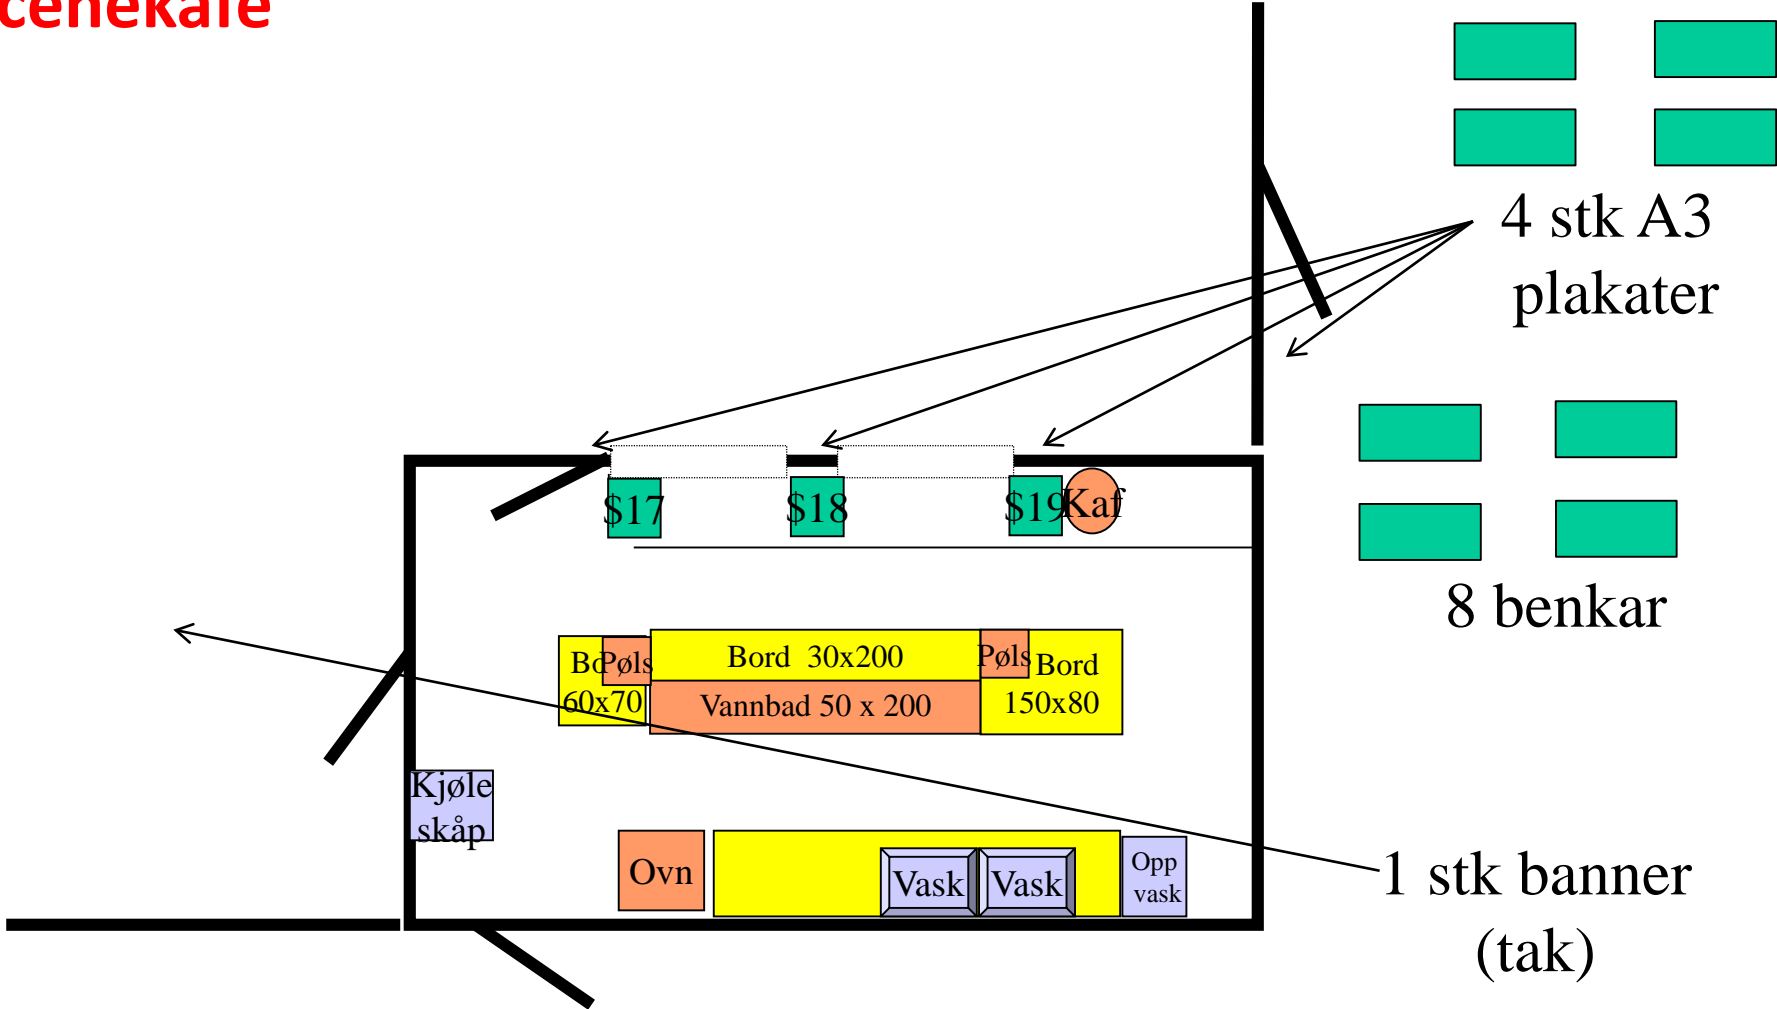 cenekafe
4 stk A3
plakater
$17
$18
$19
Kaf
8 benkar
Pøls
60x70
Bord 30x200
Vannbad 50 x 200
Pøls
Bord
150x80
Kjøle
skåp
Ovn
Vask
Vask
Opp
vask
1 stk banner
(tak)